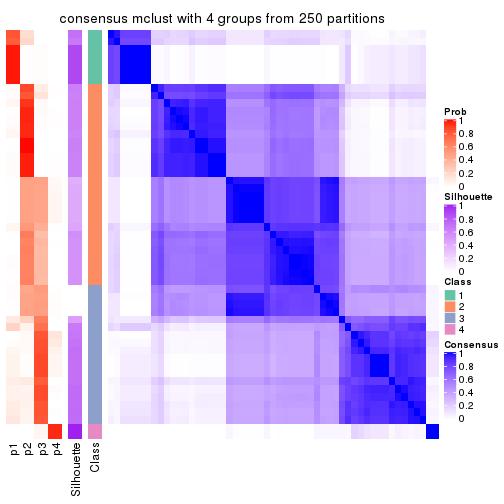 consensus mclust with 4 groups from 250 partitions
Prob
1
0.8
0.6
0.4
0.2
0
Silhouette
1
0.8
0.6
0.4
0.2
0
Class
1
2
3
4
Consensus
1
0.8
0.6
0.4
0.2
0
p1
p2
p3
p4
Silhouette
Class